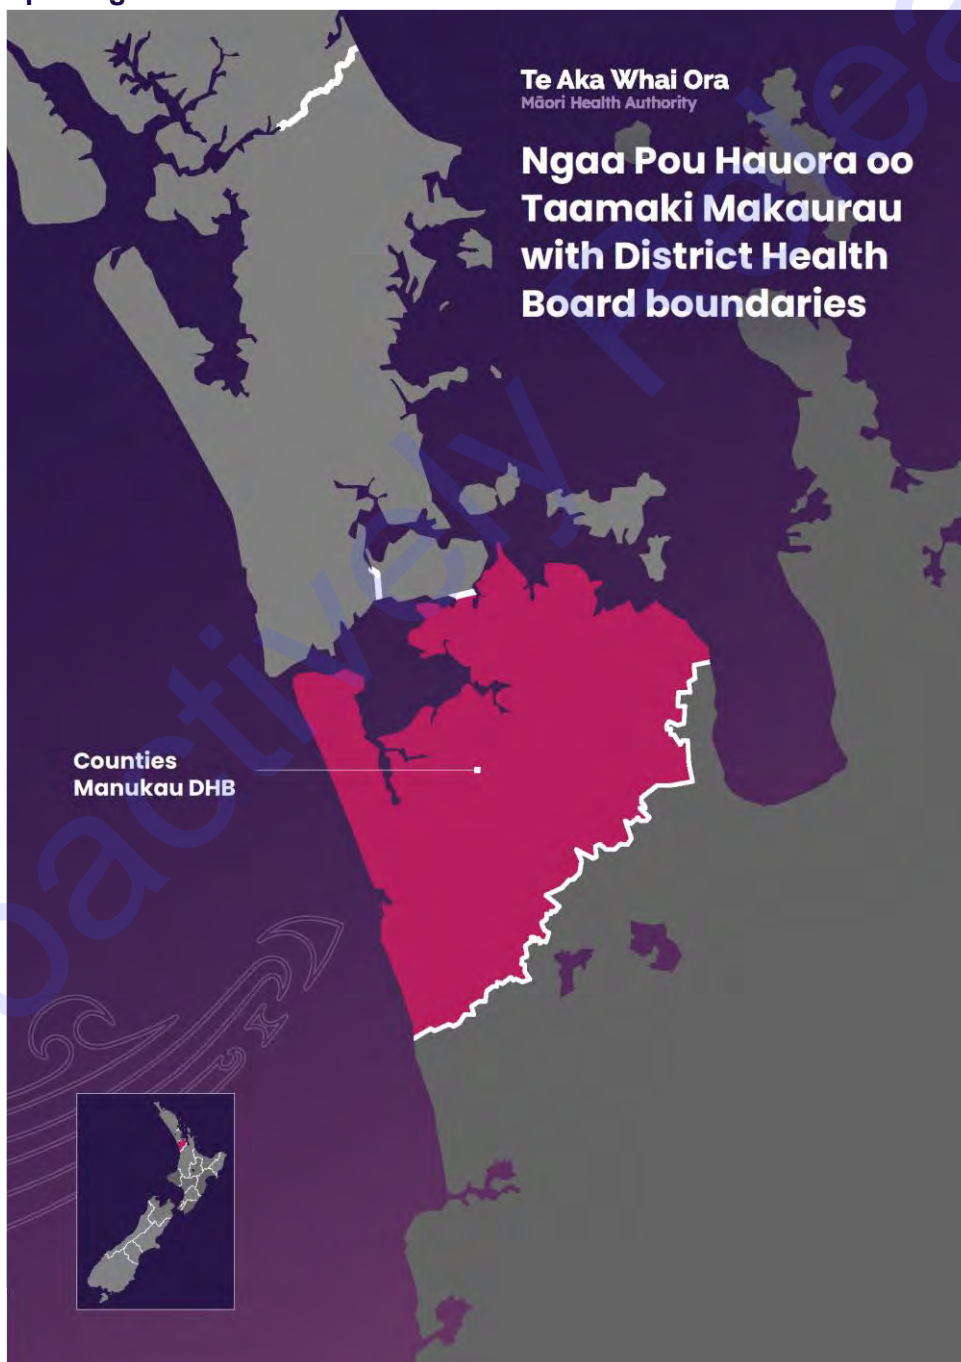 Te Aka Whai Ora
Māori Health Authority
Ngaa Pou Hauora oo
Taamaki Makaurau
with District Health
Board boundaries
Counties
Manukau DHB